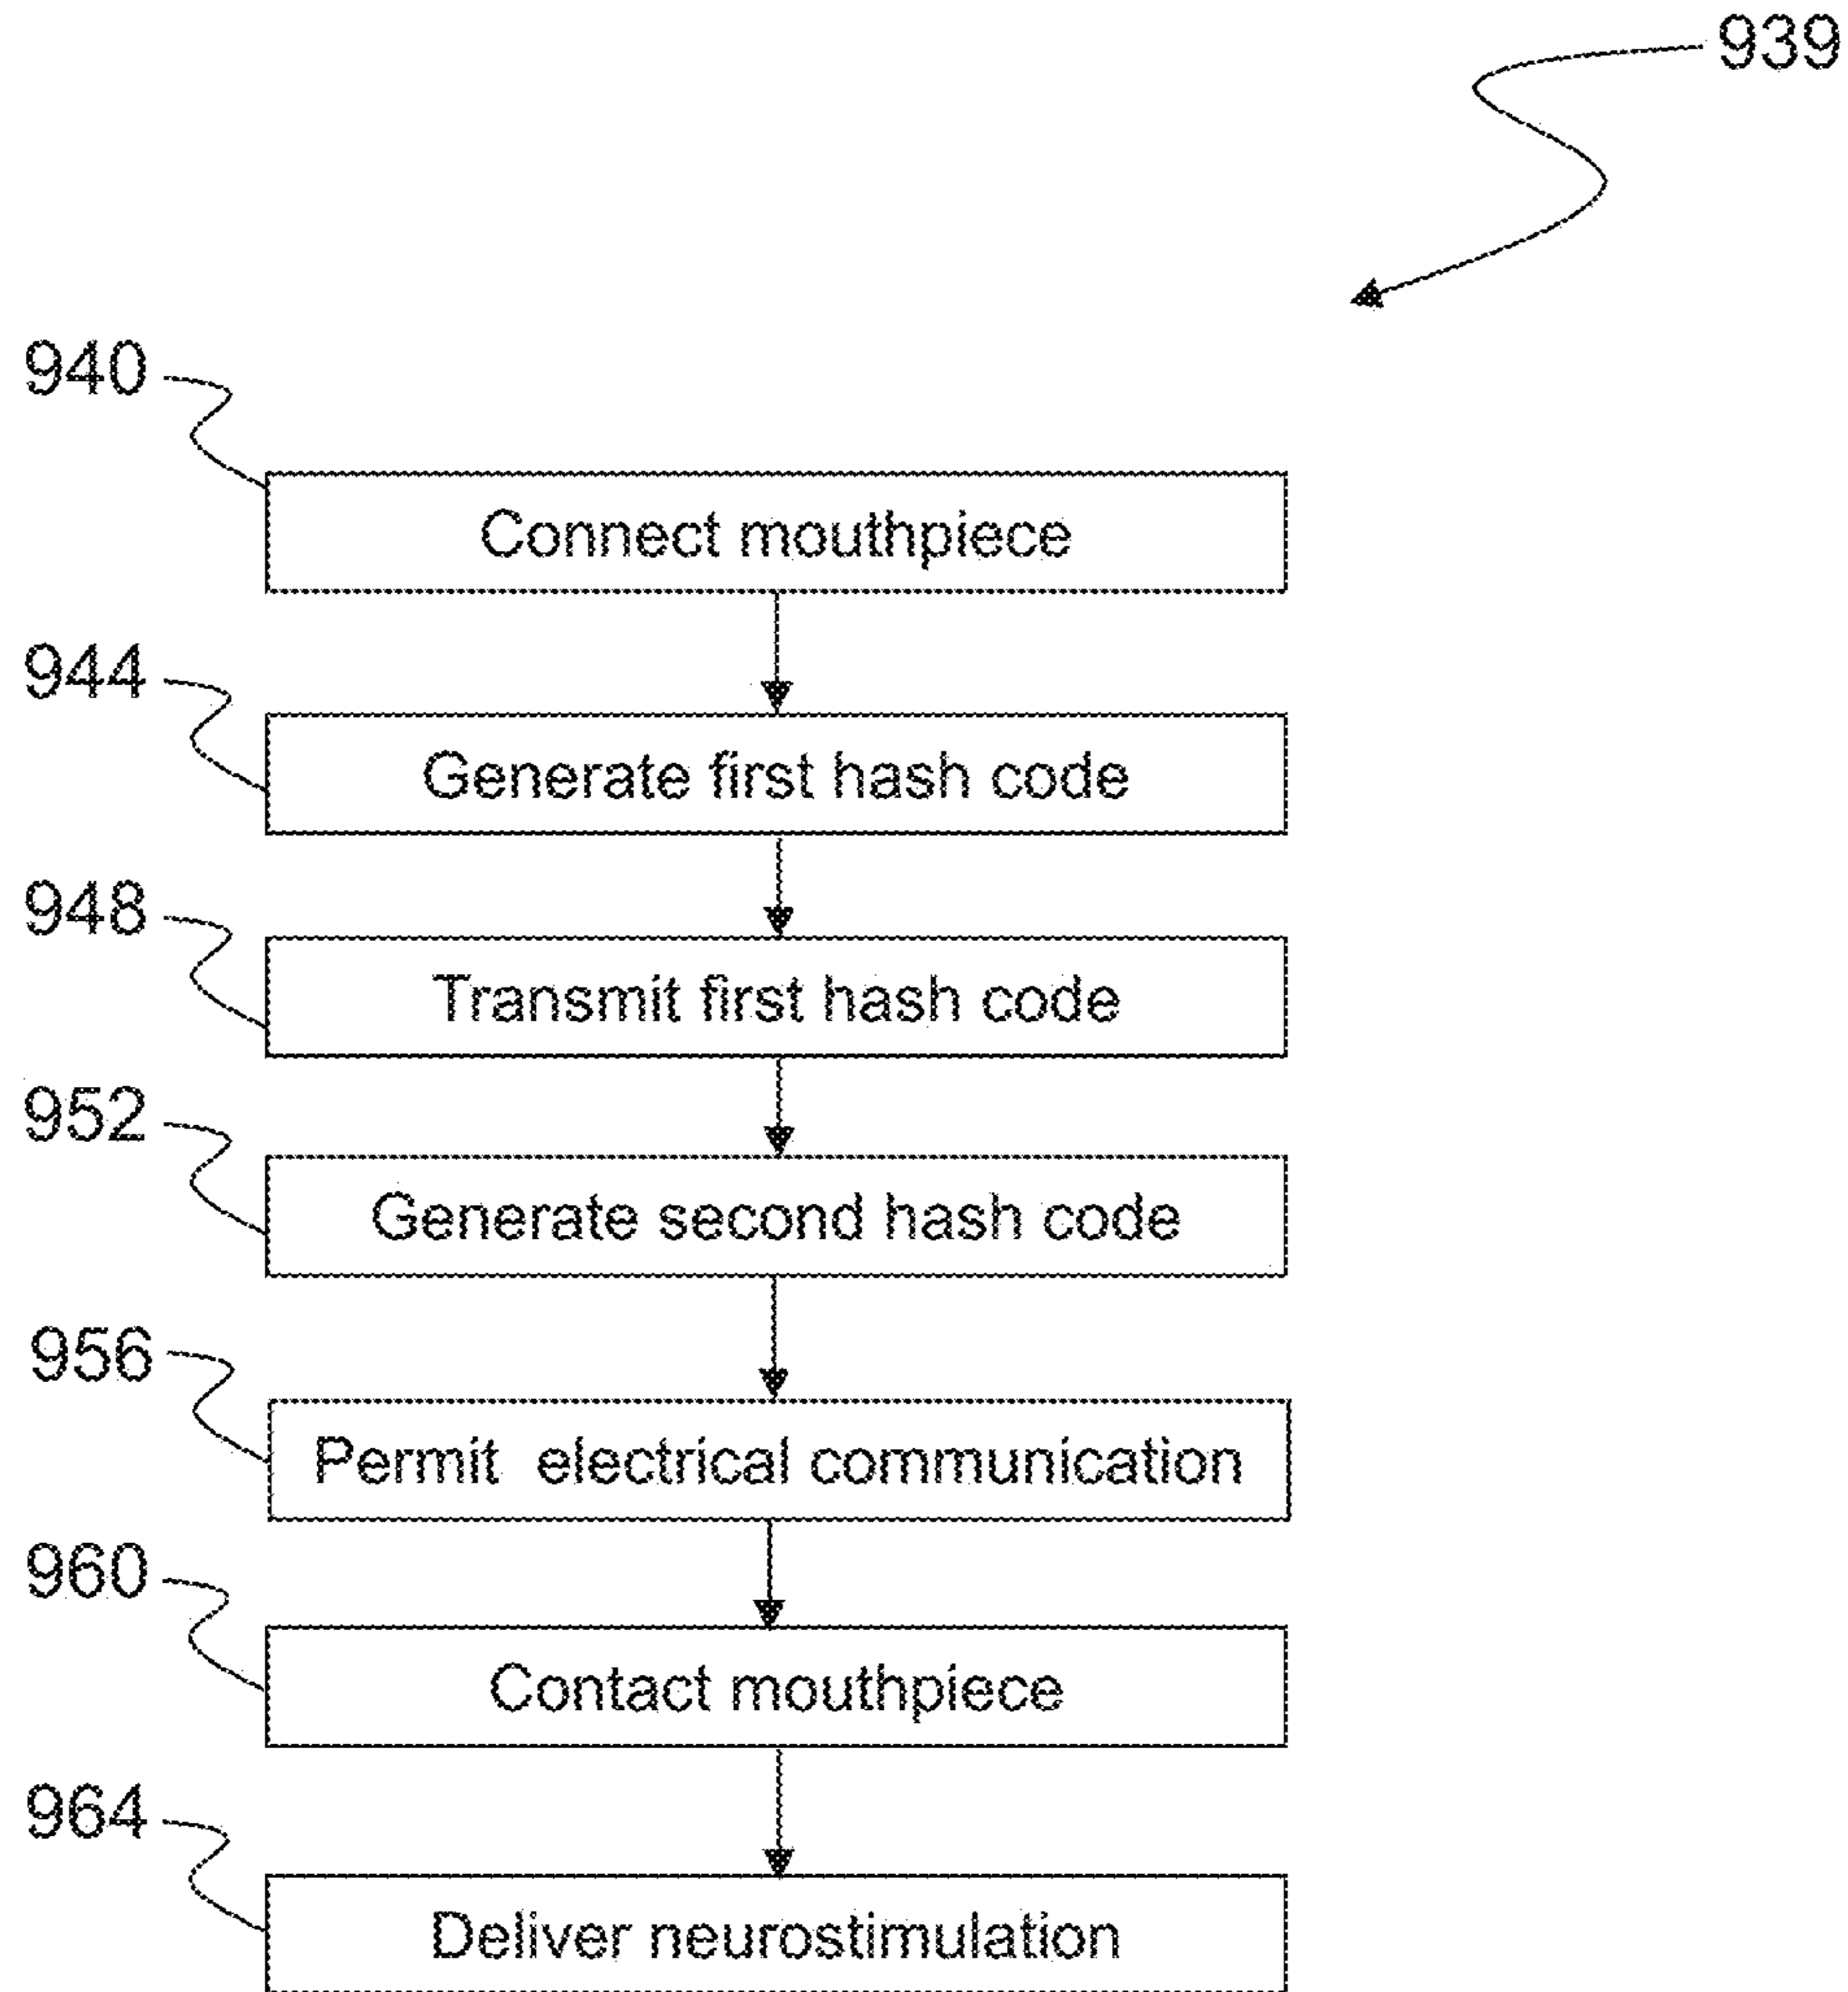 939
940
Connect mouthpiece
944
Generate first hash code
948
Transmit first hash code
952
Generate second hash code
956
Permit electrical communication
960
Contact mouthpiece
964
Deliver neurostimulation